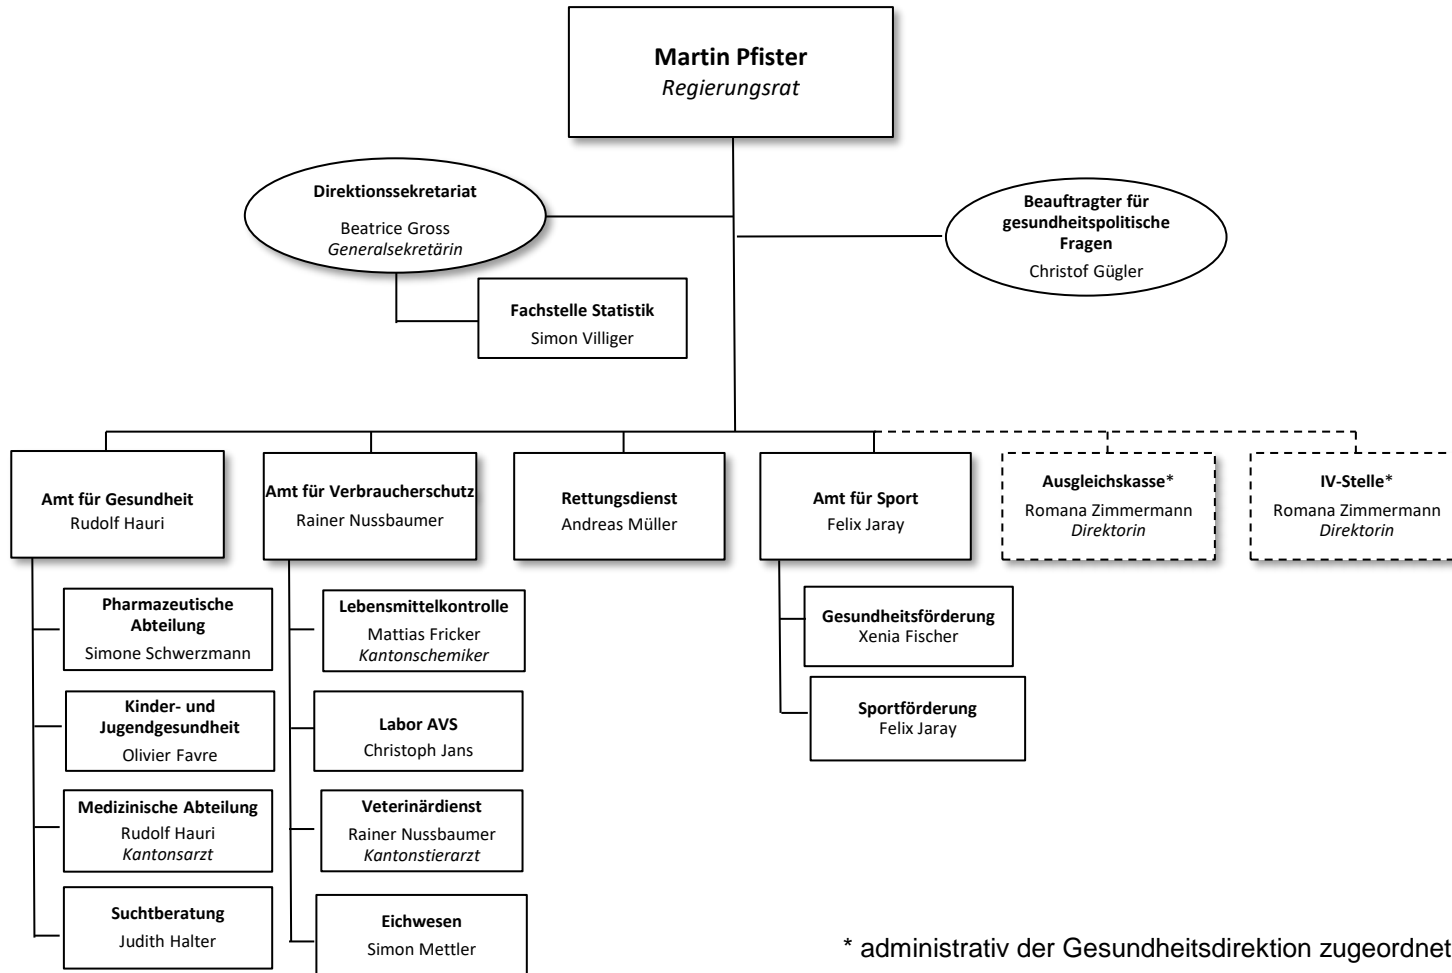 Martin Pfister
Regierungsrat
Direktionssekretariat
Beatrice Gross
Generalsekretärin
Beauftragter für
gesundheitspolitische
Fragen
Christof Gügler
Fachstelle Statistik
Simon Villiger
Amt für Gesundheit
Rudolf Hauri
Amt für Verbraucherschutz
Rainer Nussbaumer
Rettungsdienst
Andreas Müller
Amt für Sport
Felix Jaray
Ausgleichskasse*
Romana Zimmermann
Direktorin
IV-Stelle*
Romana Zimmermann
Direktorin
Pharmazeutische
Abteilung
Simone Schwerzmann
Kinder- und
Jugendgesundheit
Olivier Favre
Medizinische Abteilung
Rudolf Hauri
Kantonsarzt
Suchtberatung
Judith Halter
Lebensmittelkontrolle
Mattias Fricker
Kantonschemiker
Labor AVS
Christoph Jans
Veterinärdienst
Rainer Nussbaumer
Kantonstierarzt
Eichwesen
Simon Mettler
Gesundheitsförderung
Xenia Fischer
Sportförderung
Felix Jaray
* administrativ der Gesundheitsdirektion zugeordnet